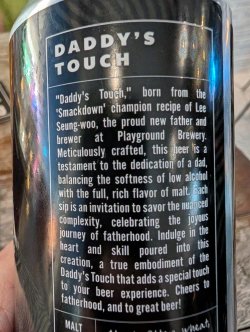 DADDY'S
TOUCH
"Daddy's Touch," born from the
'Smackdown' champion recipe of Lee
Seung-woo, the proud new father and
brewer at Playground Brewery.
Meticulously crafted, this beer is a
testament to the dedication of a dad,
balancing the softness of low alcohol
with the full, rich flavor of malt. Each
sip is an invitation to savor the nuanced
complexity, celebrating the joyous
journey of fatherhood. Indulge in the
heart and skill poured into this
creation, a true embodiment of the
Daddy's Touch that adds a special touch
to your beer experience. Cheers to
fatherhood, and to great beer!
MALT
Wheat,